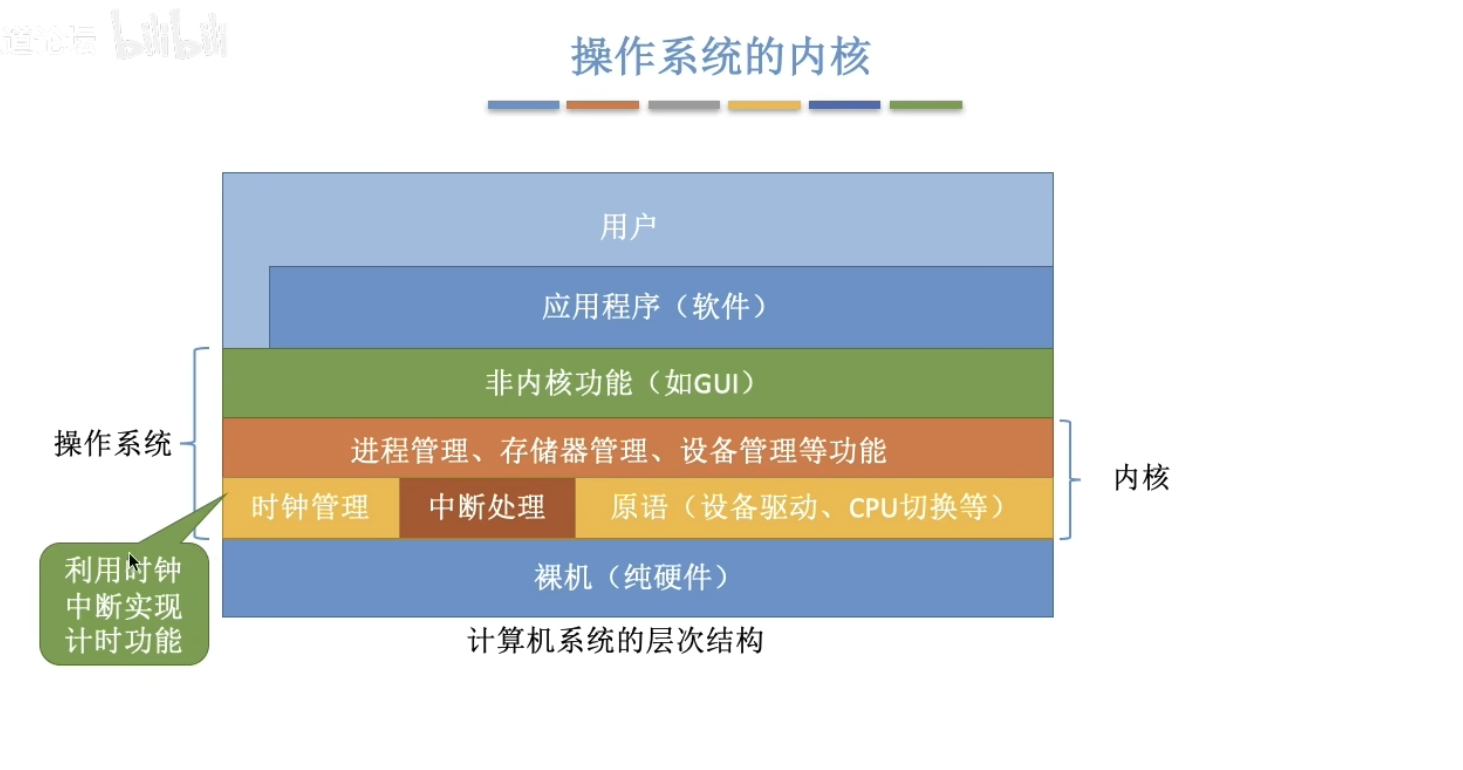 道论坛 bilibili
操作系统的内核
用户
应用程序（软件）
非内核功能（如GUI）
操作系统
进程管理、存储器管理、设备管理等功能
内核
时钟管理
中断处理
原语（设备驱动、CPU切换等）
利用时钟
中断实现
计时功能
裸机（纯硬件）
计算机系统的层次结构